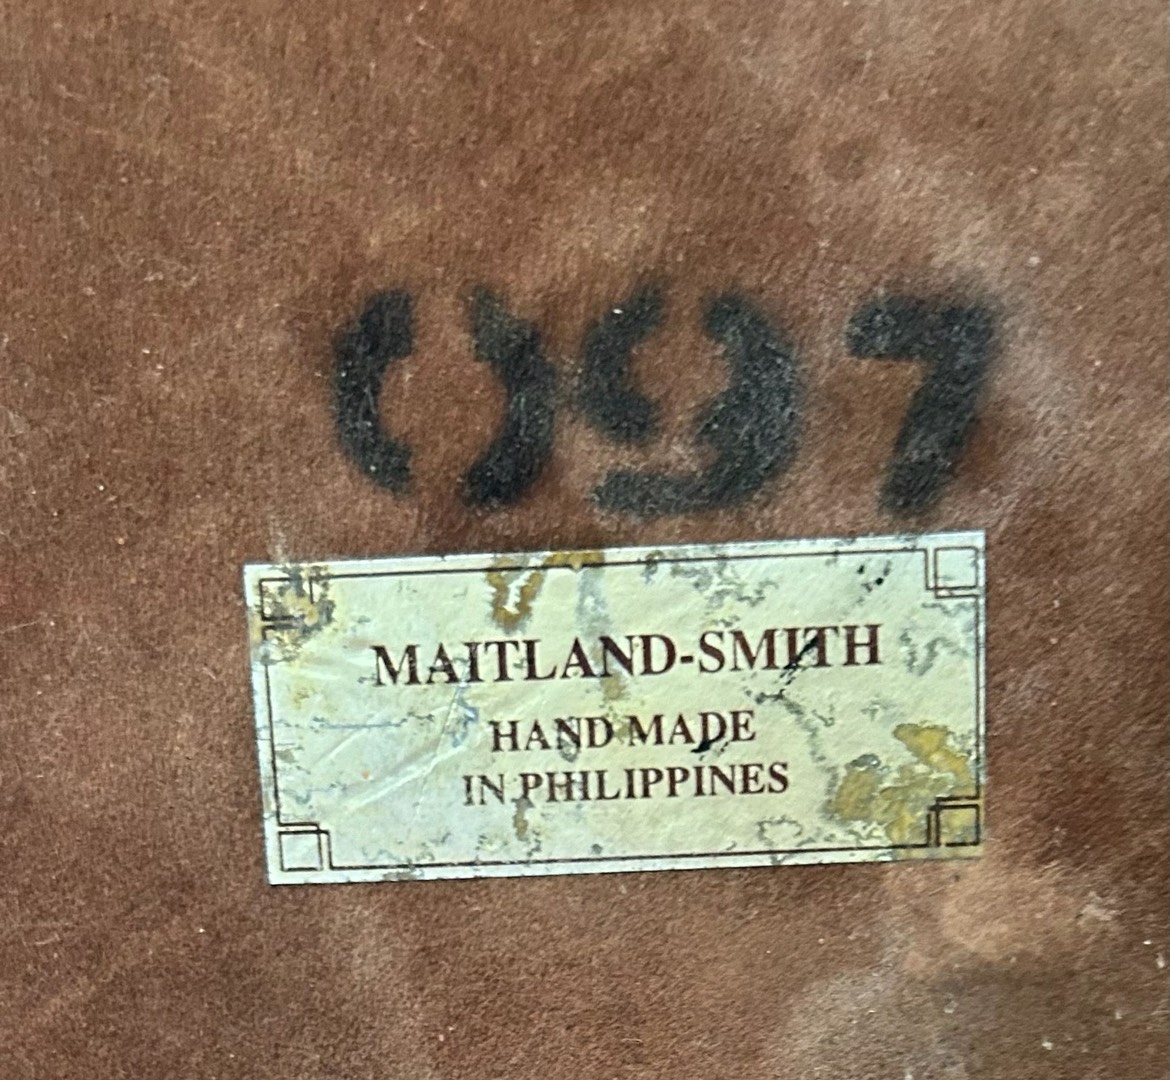 097
MAITLAND-SMITH
HAND MADE
IN PHILIPPINES